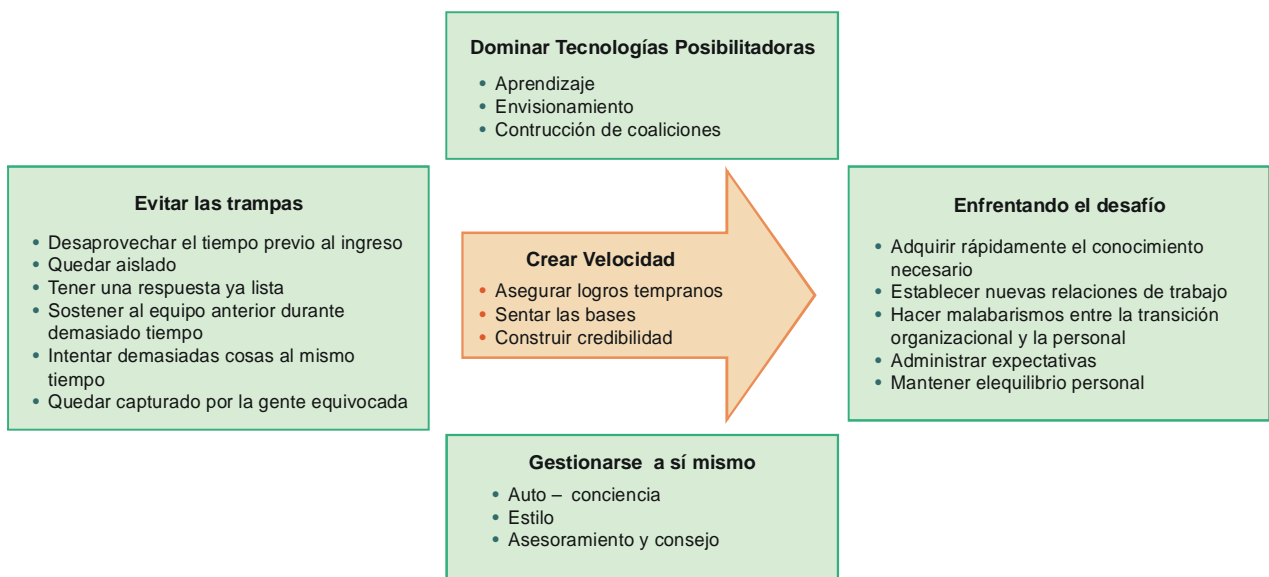 Dominar Tecnologías Posibilitadoras
• Aprendizaje
• Envisionamiento
• Contrucción de coaliciones
Evitar las trampas
• Desaprovechar el tiempo previo al ingreso
• Quedar aislado
• Tener una respuesta ya lista
• Sostener al equipo anterior durante
demasiado tiempo
• Intentar demasiadas cosas al mismo
tiempo
• Quedar capturado por la gente equivocada
Crear Velocidad
• Asegurar logros tempranos
• Sentar las bases
• Construir credibilidad
Enfrentando el desafío
• Adquirir rápidamente el conocimiento
necesario
• Establecer nuevas relaciones de trabajo
• Hacer malabarismos entre la transición
organizacional y la personal
• Administrar expectativas
• Mantener elequilibrio personal
Gestionarse a sí mismo
• Auto – conciencia
• Estilo
• Asesoramiento y consejo